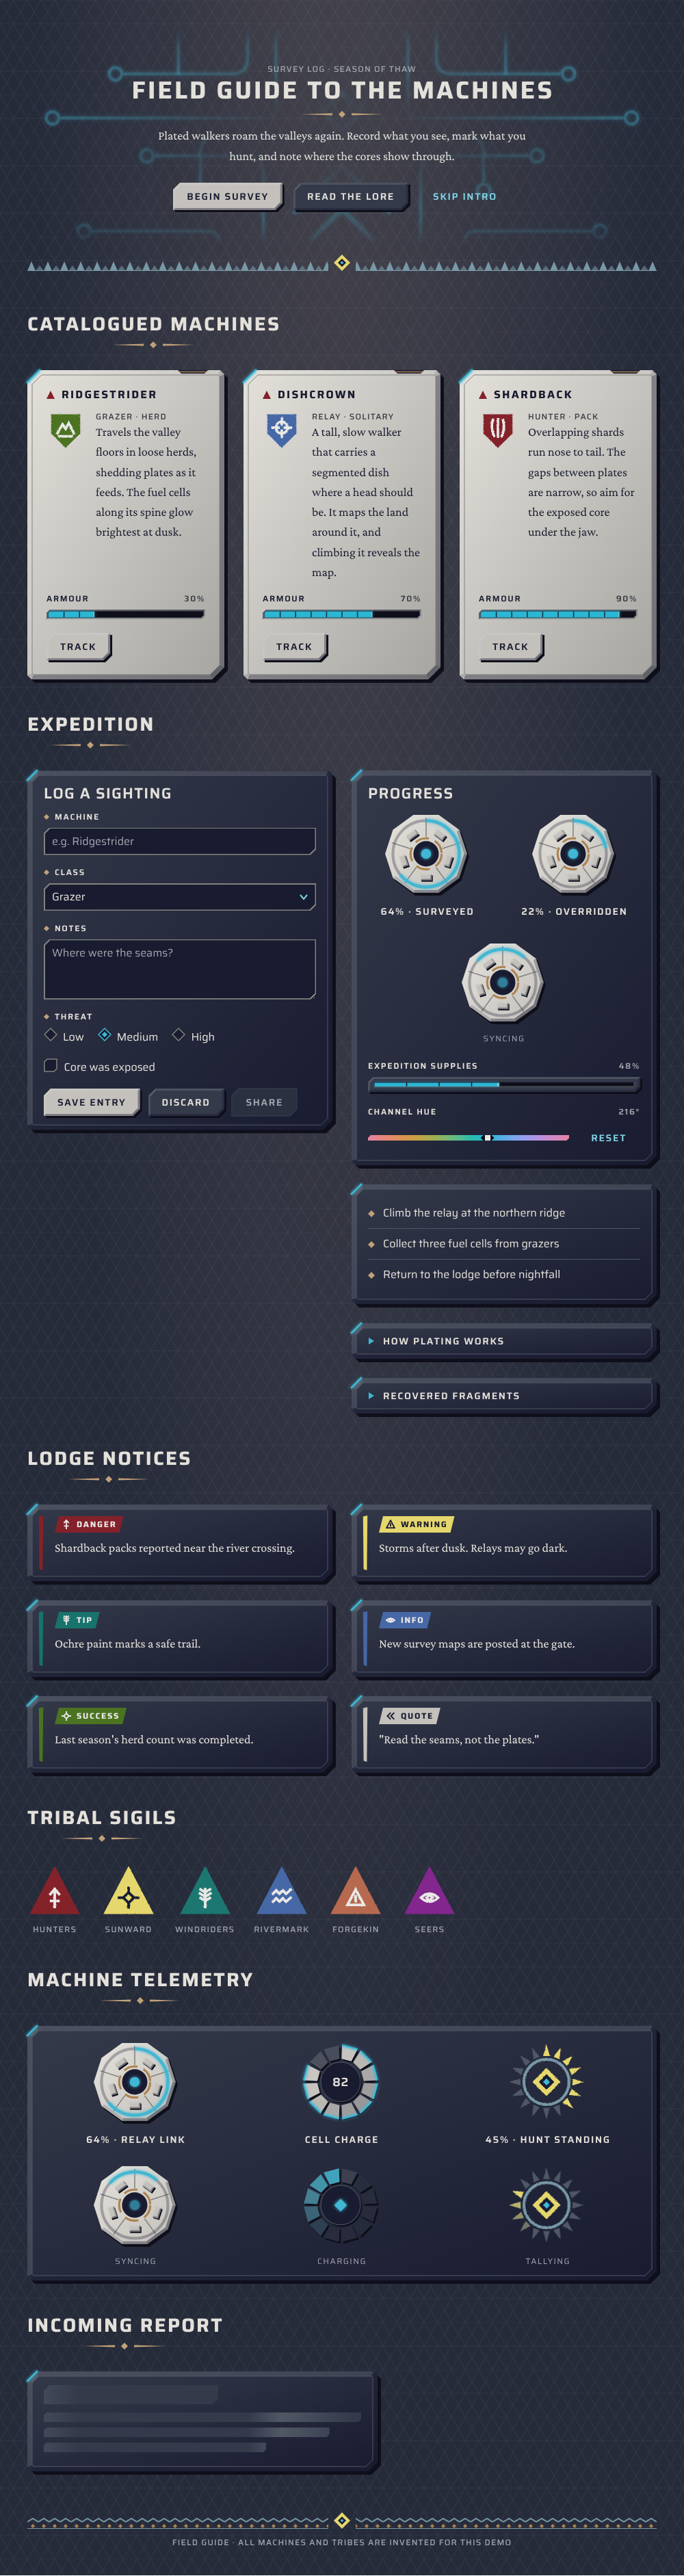 SURVEY LOG · SEASON OF THAW
FIELD GUIDE TO THE MACHINES
Plated walkers roam the valleys again. Record what you see, mark what you
hunt, and note where the cores show through.
BEGIN SURVEY
READ THE LORE
SKIP INTRO
CATALOGUED MACHINES
RIDGESTRIDER
GRAZER · HERD
Travels the valley
floors in loose herds,
shedding plates as it
feeds. The fuel cells
along its spine glow
brightest at dusk.
ARMOUR 30%
TRACK
DISHCROWN
RELAY · SOLITARY
A tall, slow walker
that carries a
segmented dish
where a head should
be. It maps the land
around it, and
climbing it reveals the
map.
ARMOUR 70%
TRACK
SHARDBACK
HUNTER · PACK
Overlapping shards
run nose to tail. The
gaps between plates
are narrow, so aim for
the exposed core
under the jaw.
ARMOUR 90%
TRACK
EXPEDITION
LOG A SIGHTING
MACHINE
e.g. Ridgestrider
CLASS
Grazer
NOTES
Where were the seams?
THREAT
Low Medium High
Core was exposed
SAVE ENTRY
DISCARD
SHARE
PROGRESS
64% · SURVEYED
22% · OVERRIDDEN
SYNCING
EXPEDITION SUPPLIES 48%
CHANNEL HUE 216°
RESET
Climb the relay at the northern ridge
Collect three fuel cells from grazers
Return to the lodge before nightfall
HOW PLATING WORKS
RECOVERED FRAGMENTS
LODGE NOTICES
DANGER
Shardback packs reported near the river crossing.
WARNING
Storms after dusk. Relays may go dark.
TIP
Ochre paint marks a safe trail.
INFO
New survey maps are posted at the gate.
SUCCESS
Last season's herd count was completed.
QUOTE
"Read the seams, not the plates."
TRIBAL SIGILS
HUNTERS
SUNWARD
WINDRIDERS
RIVERMARK
FORGEKIN
SEERS
MACHINE TELEMETRY
64% · RELAY LINK
82
CELL CHARGE
45% · HUNT STANDING
SYNCING
CHARGING
TALLYING
INCOMING REPORT
FIELD GUIDE · ALL MACHINES AND TRIBES ARE INVENTED FOR THIS DEMO